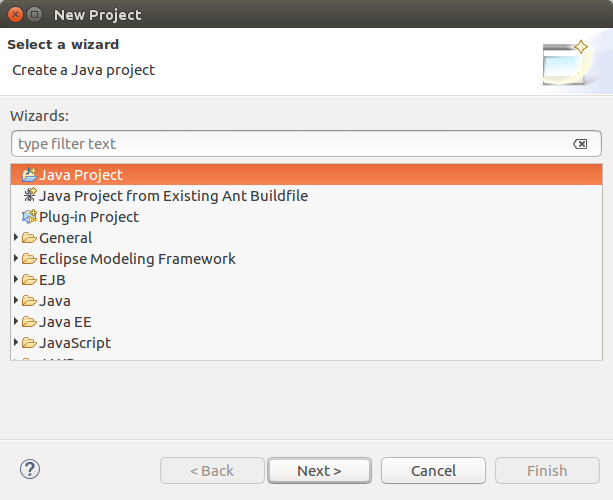 New Project
Select a wizard
Create a Java project
Wizards:
type filter text
Java Project
Java Project from Existing Ant Buildfile
Plug-in Project
General
Eclipse Modeling Framework
EJB
Java
Java EE
JavaScript
< Back
Next >
Cancel
Finish